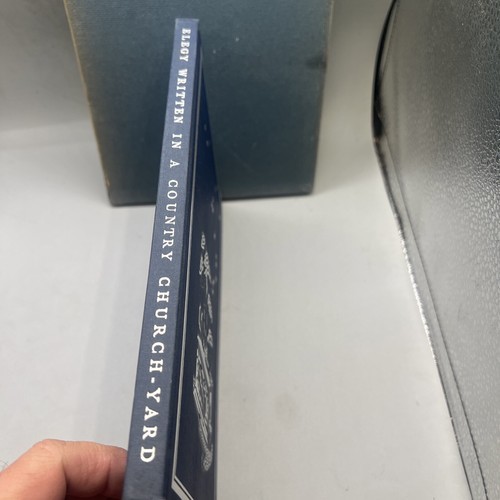 ELEGY WRITTEN IN A COUNTRY CHURCH-YARD